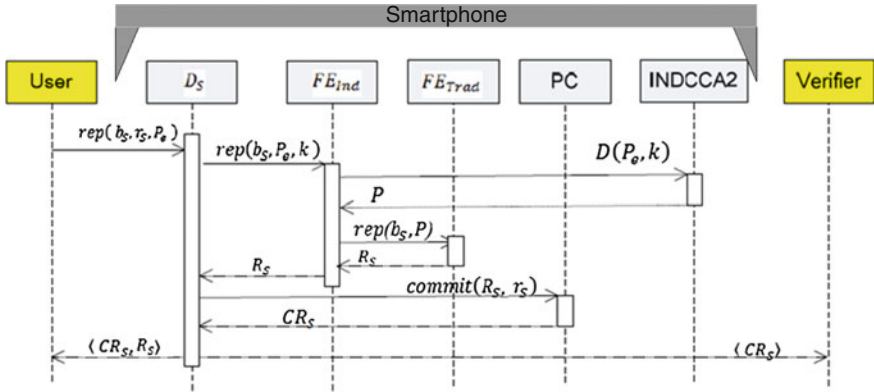 Smartphone
User
D_S
FE_Ind
FE_Trad
PC
INDCCA2
Verifier
rep(b_S, r_S, P_e)
rep(b_S, P_e, k)
D(P_e, k)
P
rep(b_S, P)
R_S
R_S
commit(R_S, r_S)
CR_S
⟨CR_S, R_S⟩
⟨CR_S⟩